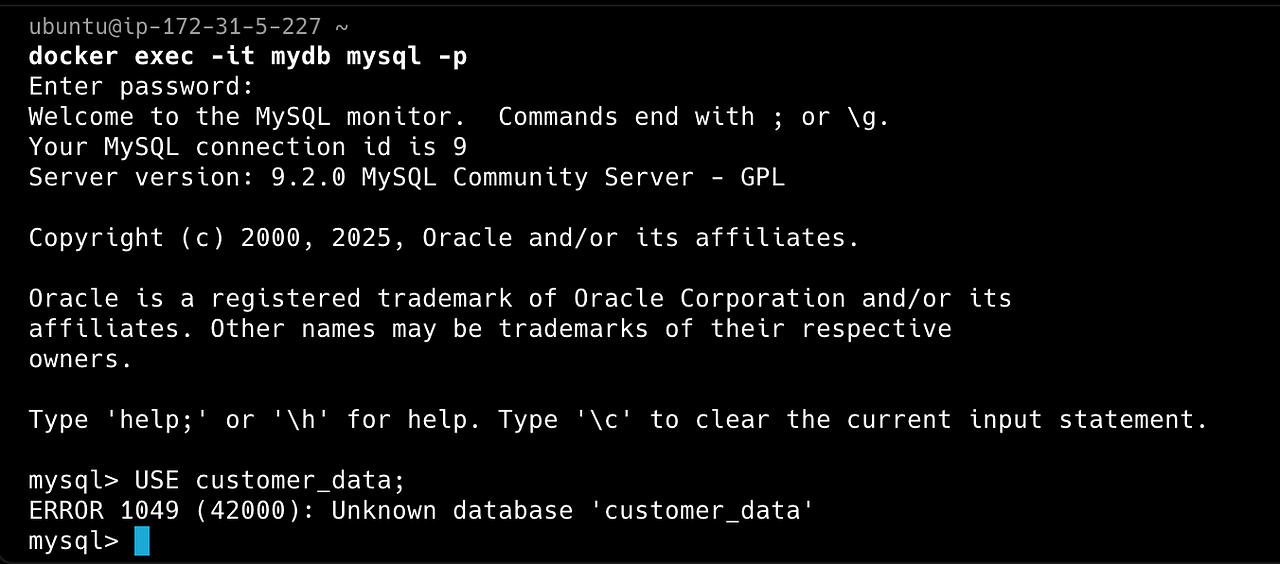 ubuntu@ip-172-31-5-227 ~
docker exec -it mydb mysql -p
Enter password:
Welcome to the MySQL monitor.  Commands end with ; or \g.
Your MySQL connection id is 9
Server version: 9.2.0 MySQL Community Server - GPL
Copyright (c) 2000, 2025, Oracle and/or its affiliates.
Oracle is a registered trademark of Oracle Corporation and/or its
affiliates. Other names may be trademarks of their respective
owners.
Type 'help;' or '\h' for help. Type '\c' to clear the current input statement.
mysql> USE customer_data;
ERROR 1049 (42000): Unknown database 'customer_data'
mysql>